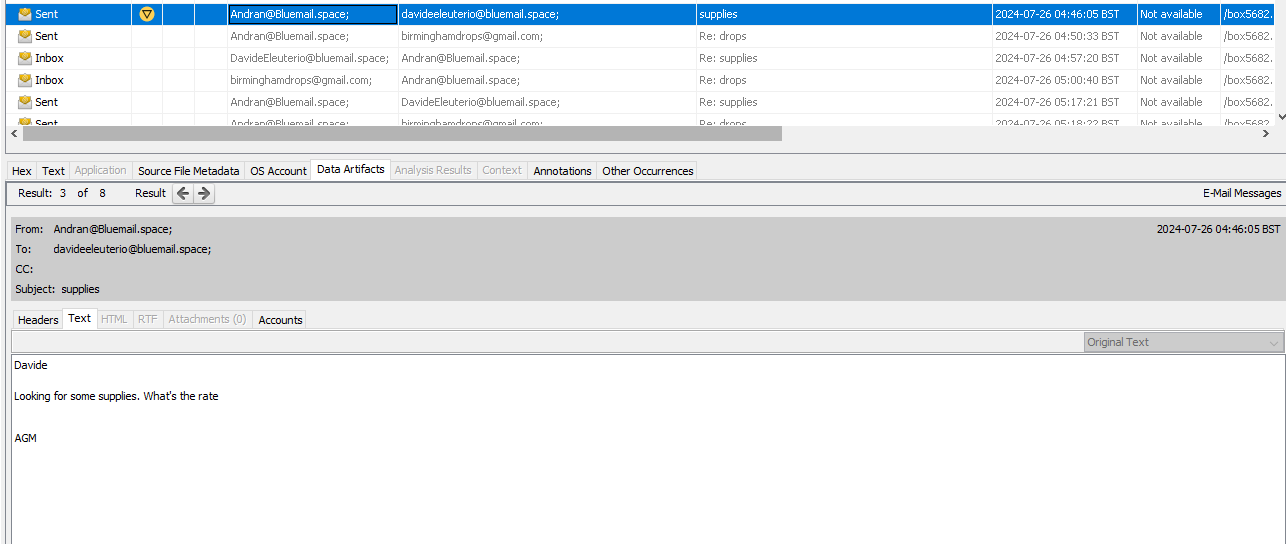 Sent Andran@Bluemail.space; davideeleuterio@bluemail.space; supplies 2024-07-26 04:46:05 BST Not available /box5682.
Sent Andran@Bluemail.space; birminghamdrops@gmail.com; Re: drops 2024-07-26 04:50:33 BST Not available /box5682.
Inbox DavideEleuterio@bluemail.space; Andran@Bluemail.space; Re: supplies 2024-07-26 04:57:20 BST Not available /box5682.
Inbox birminghamdrops@gmail.com; Andran@Bluemail.space; Re: drops 2024-07-26 05:00:40 BST Not available /box5682.
Sent Andran@Bluemail.space; DavideEleuterio@bluemail.space; Re: supplies 2024-07-26 05:17:21 BST Not available /box5682.
Sent Andran@Bluemail.space; birminghamdrops@gmail.com; Re: drops 2024-07-26 05:18:22 BST Not available /box5682.
Hex Text Application Source File Metadata OS Account Data Artifacts Analysis Results Context Annotations Other Occurrences
Result: 3 of 8 Result E-Mail Messages
From: Andran@Bluemail.space; 2024-07-26 04:46:05 BST
To: davideeleuterio@bluemail.space;
CC:
Subject: supplies
Headers Text HTML RTF Attachments (0) Accounts
Original Text
Davide
Looking for some supplies. What's the rate
AGM